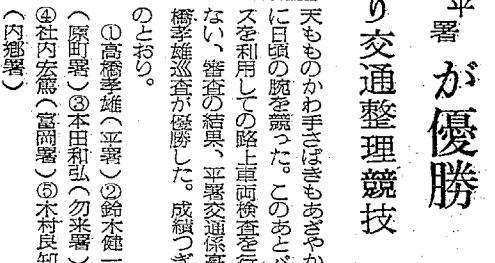 平署が優勝
り交通整理競技
天もものかわ手さばきもあざやか
に日頃の腕を競った。このあとバ
スを利用しての路上車両検査を行
ない、審査の結果、平署交通係高
橋孝雄巡査が優勝した。成績つぎ
のとおり。
①高橋孝雄（平署）②鈴木健一
（原町署）③本田和弘（勿来署）
④社内宏篤（富岡署）⑤木村良知
（内郷署）